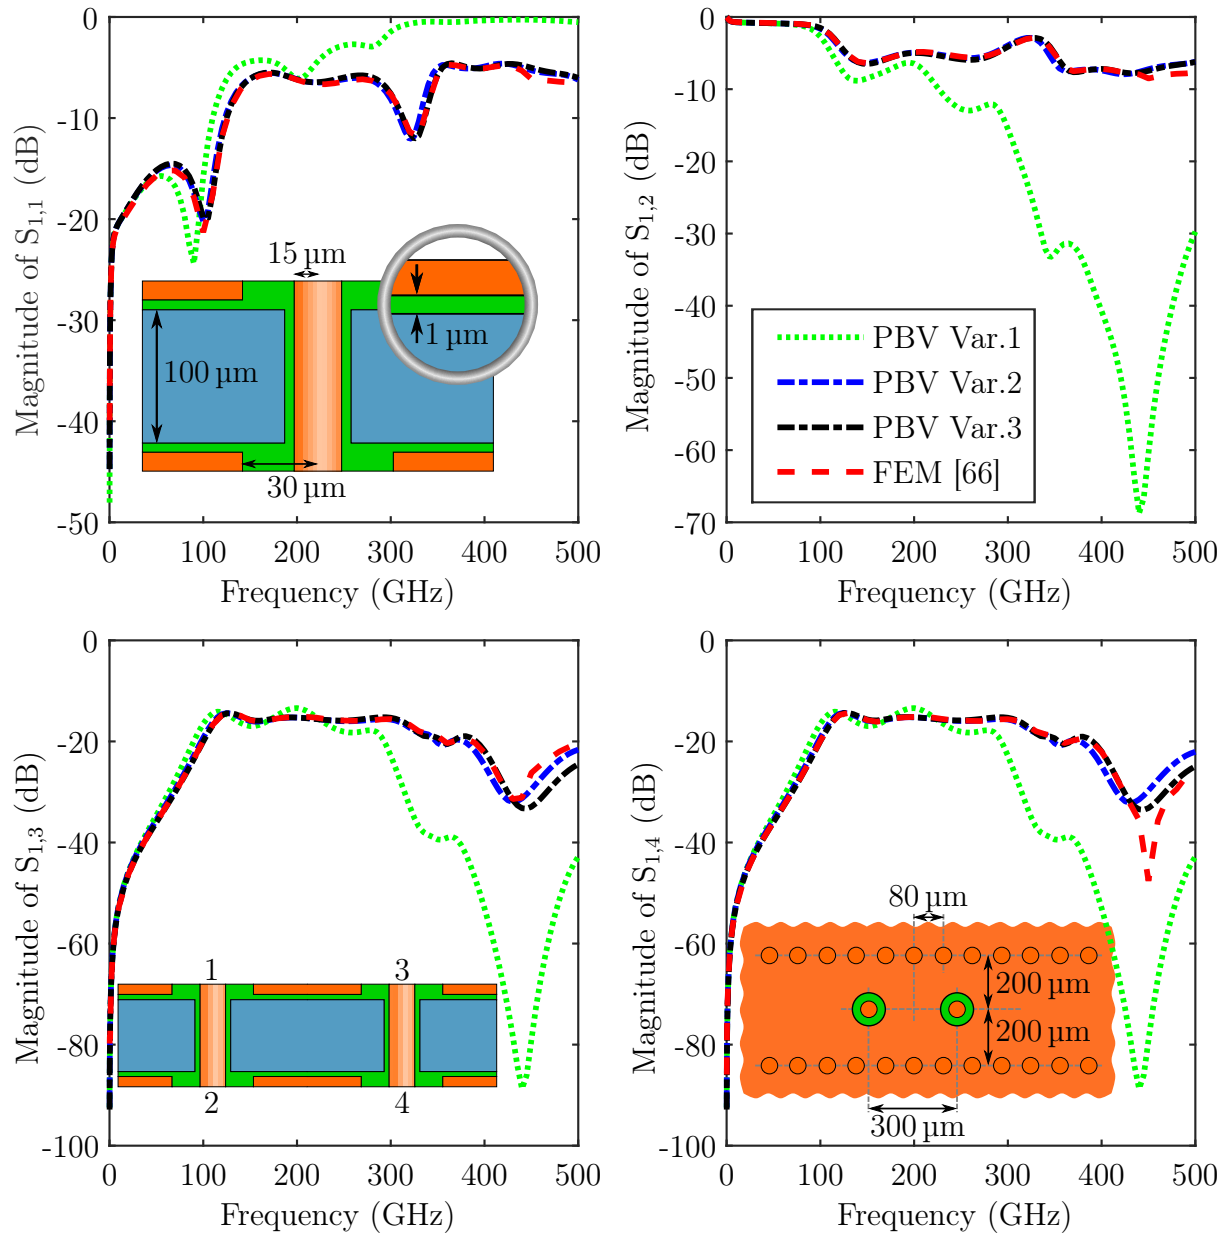 0
-10
-20
-30
-40
-50
0 100 200 300 400 500
Frequency (GHz)
Magnitude of S1,1 (dB)
15 µm
1 µm
100 µm
30 µm
0
-10
-20
-30
-40
-50
-60
-70
0 100 200 300 400 500
Frequency (GHz)
Magnitude of S1,2 (dB)
PBV Var.1
PBV Var.2
PBV Var.3
FEM [66]
0
-20
-40
-60
-80
-100
0 100 200 300 400 500
Frequency (GHz)
Magnitude of S1,3 (dB)
1 3
2 4
0
-20
-40
-60
-80
-100
0 100 200 300 400 500
Frequency (GHz)
Magnitude of S1,4 (dB)
80 µm
200 µm
200 µm
300 µm